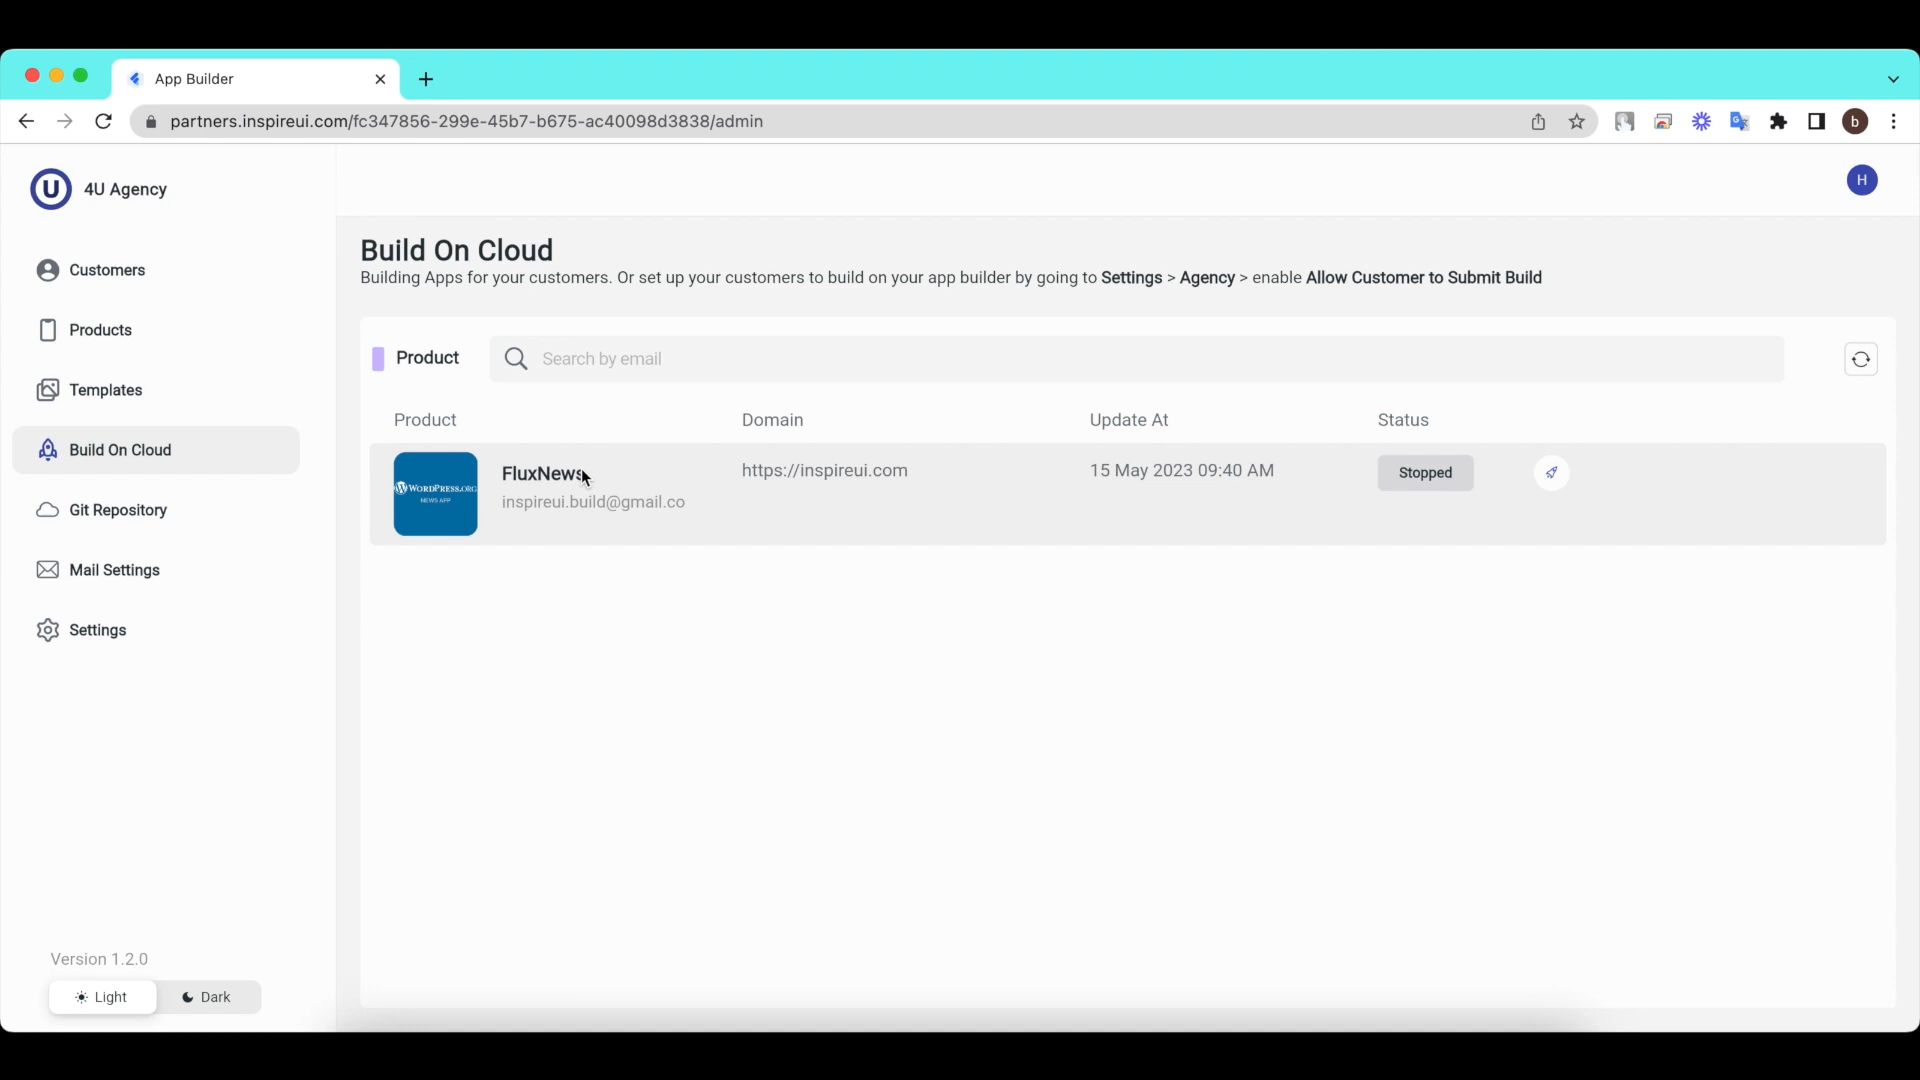 App Builder
partners.inspireui.com/fc347856-299e-45b7-b675-ac40098d3838/admin
b
U
4U Agency
H
Customers
Products
Templates
Build On Cloud
Git Repository
Mail Settings
Settings
Version 1.2.0
Light
Dark
Build On Cloud
Building Apps for your customers. Or set up your customers to build on your app builder by going to Settings > Agency > enable Allow Customer to Submit Build
Product
Search by email
Product Domain Update At Status
WORDPRESS.ORG
NEWS APP
FluxNews
inspireui.build@gmail.co
https://inspireui.com
15 May 2023 09:40 AM
Stopped